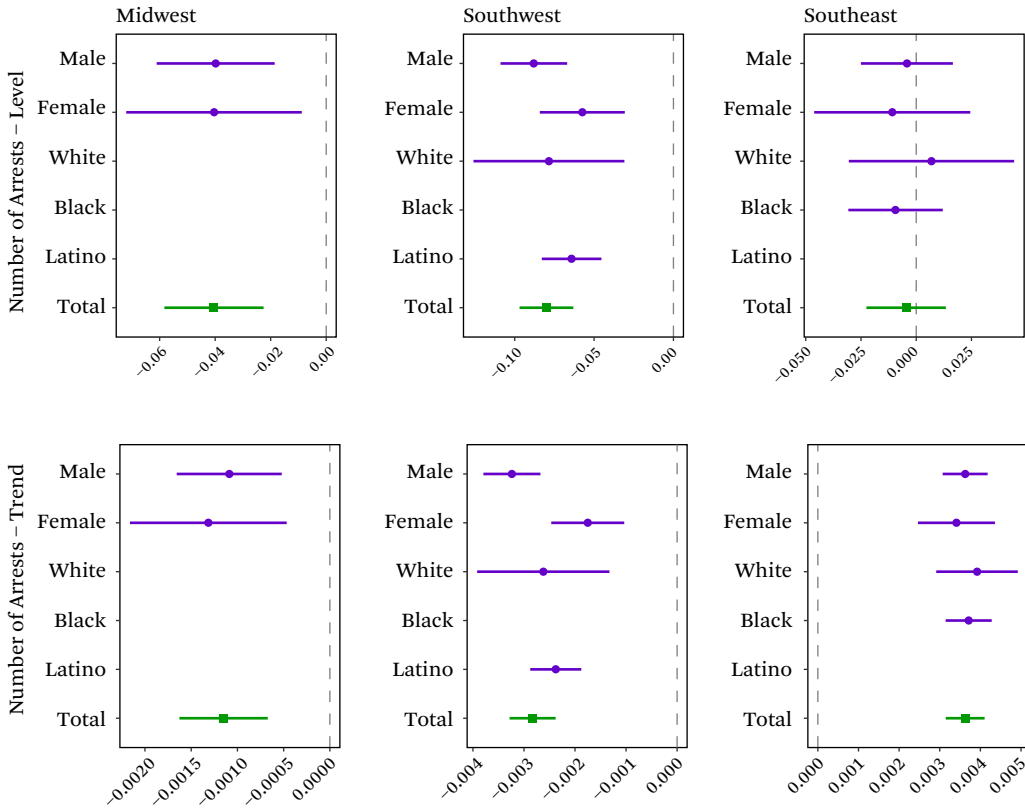 Midwest
Southwest
Southeast
Number of Arrests – Level
Male
Female
White
Black
Latino
Total
−0.06
−0.04
−0.02
0.00
Male
Female
White
Black
Latino
Total
−0.10
−0.05
0.00
Male
Female
White
Black
Latino
Total
−0.050
−0.025
0.000
0.025
Number of Arrests – Trend
Male
Female
White
Black
Latino
Total
−0.0020
−0.0015
−0.0010
−0.0005
0.0000
Male
Female
White
Black
Latino
Total
−0.004
−0.003
−0.002
−0.001
0.000
Male
Female
White
Black
Latino
Total
0.000
0.001
0.002
0.003
0.004
0.005